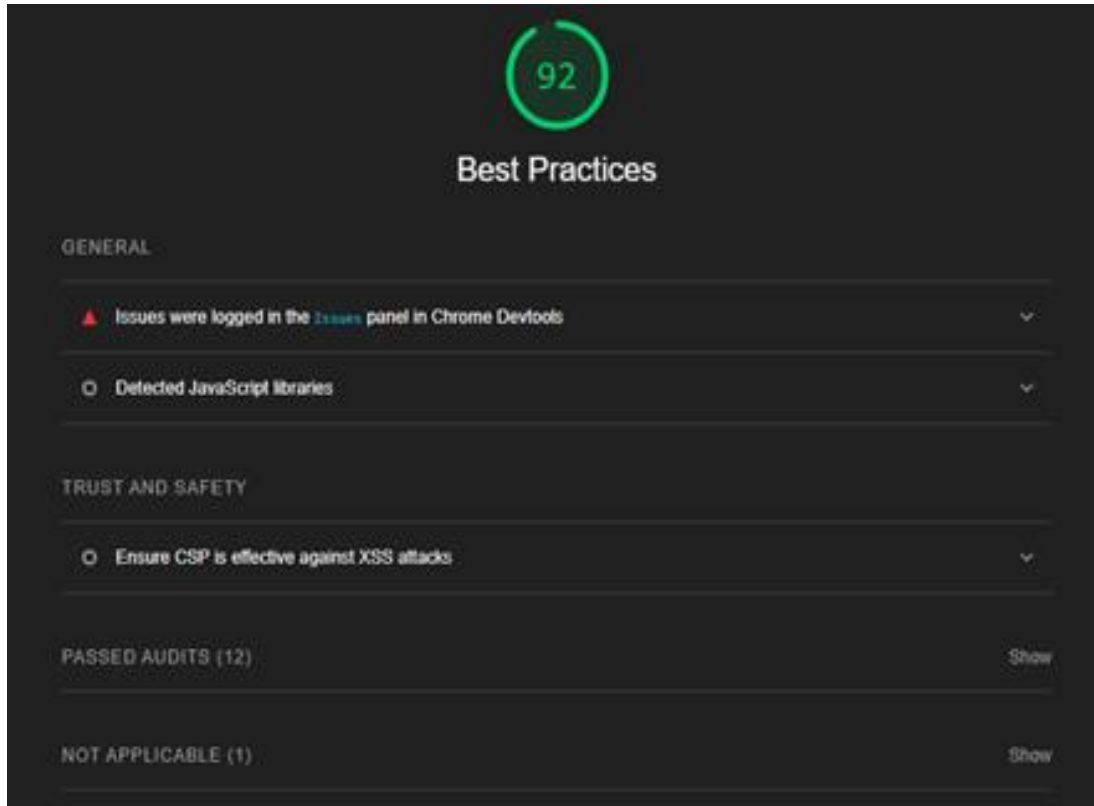 92
Best Practices
GENERAL
Issues were logged in the Issues panel in Chrome Devtools
Detected JavaScript libraries
TRUST AND SAFETY
Ensure CSP is effective against XSS attacks
PASSED AUDITS (12)
Show
NOT APPLICABLE (1)
Show